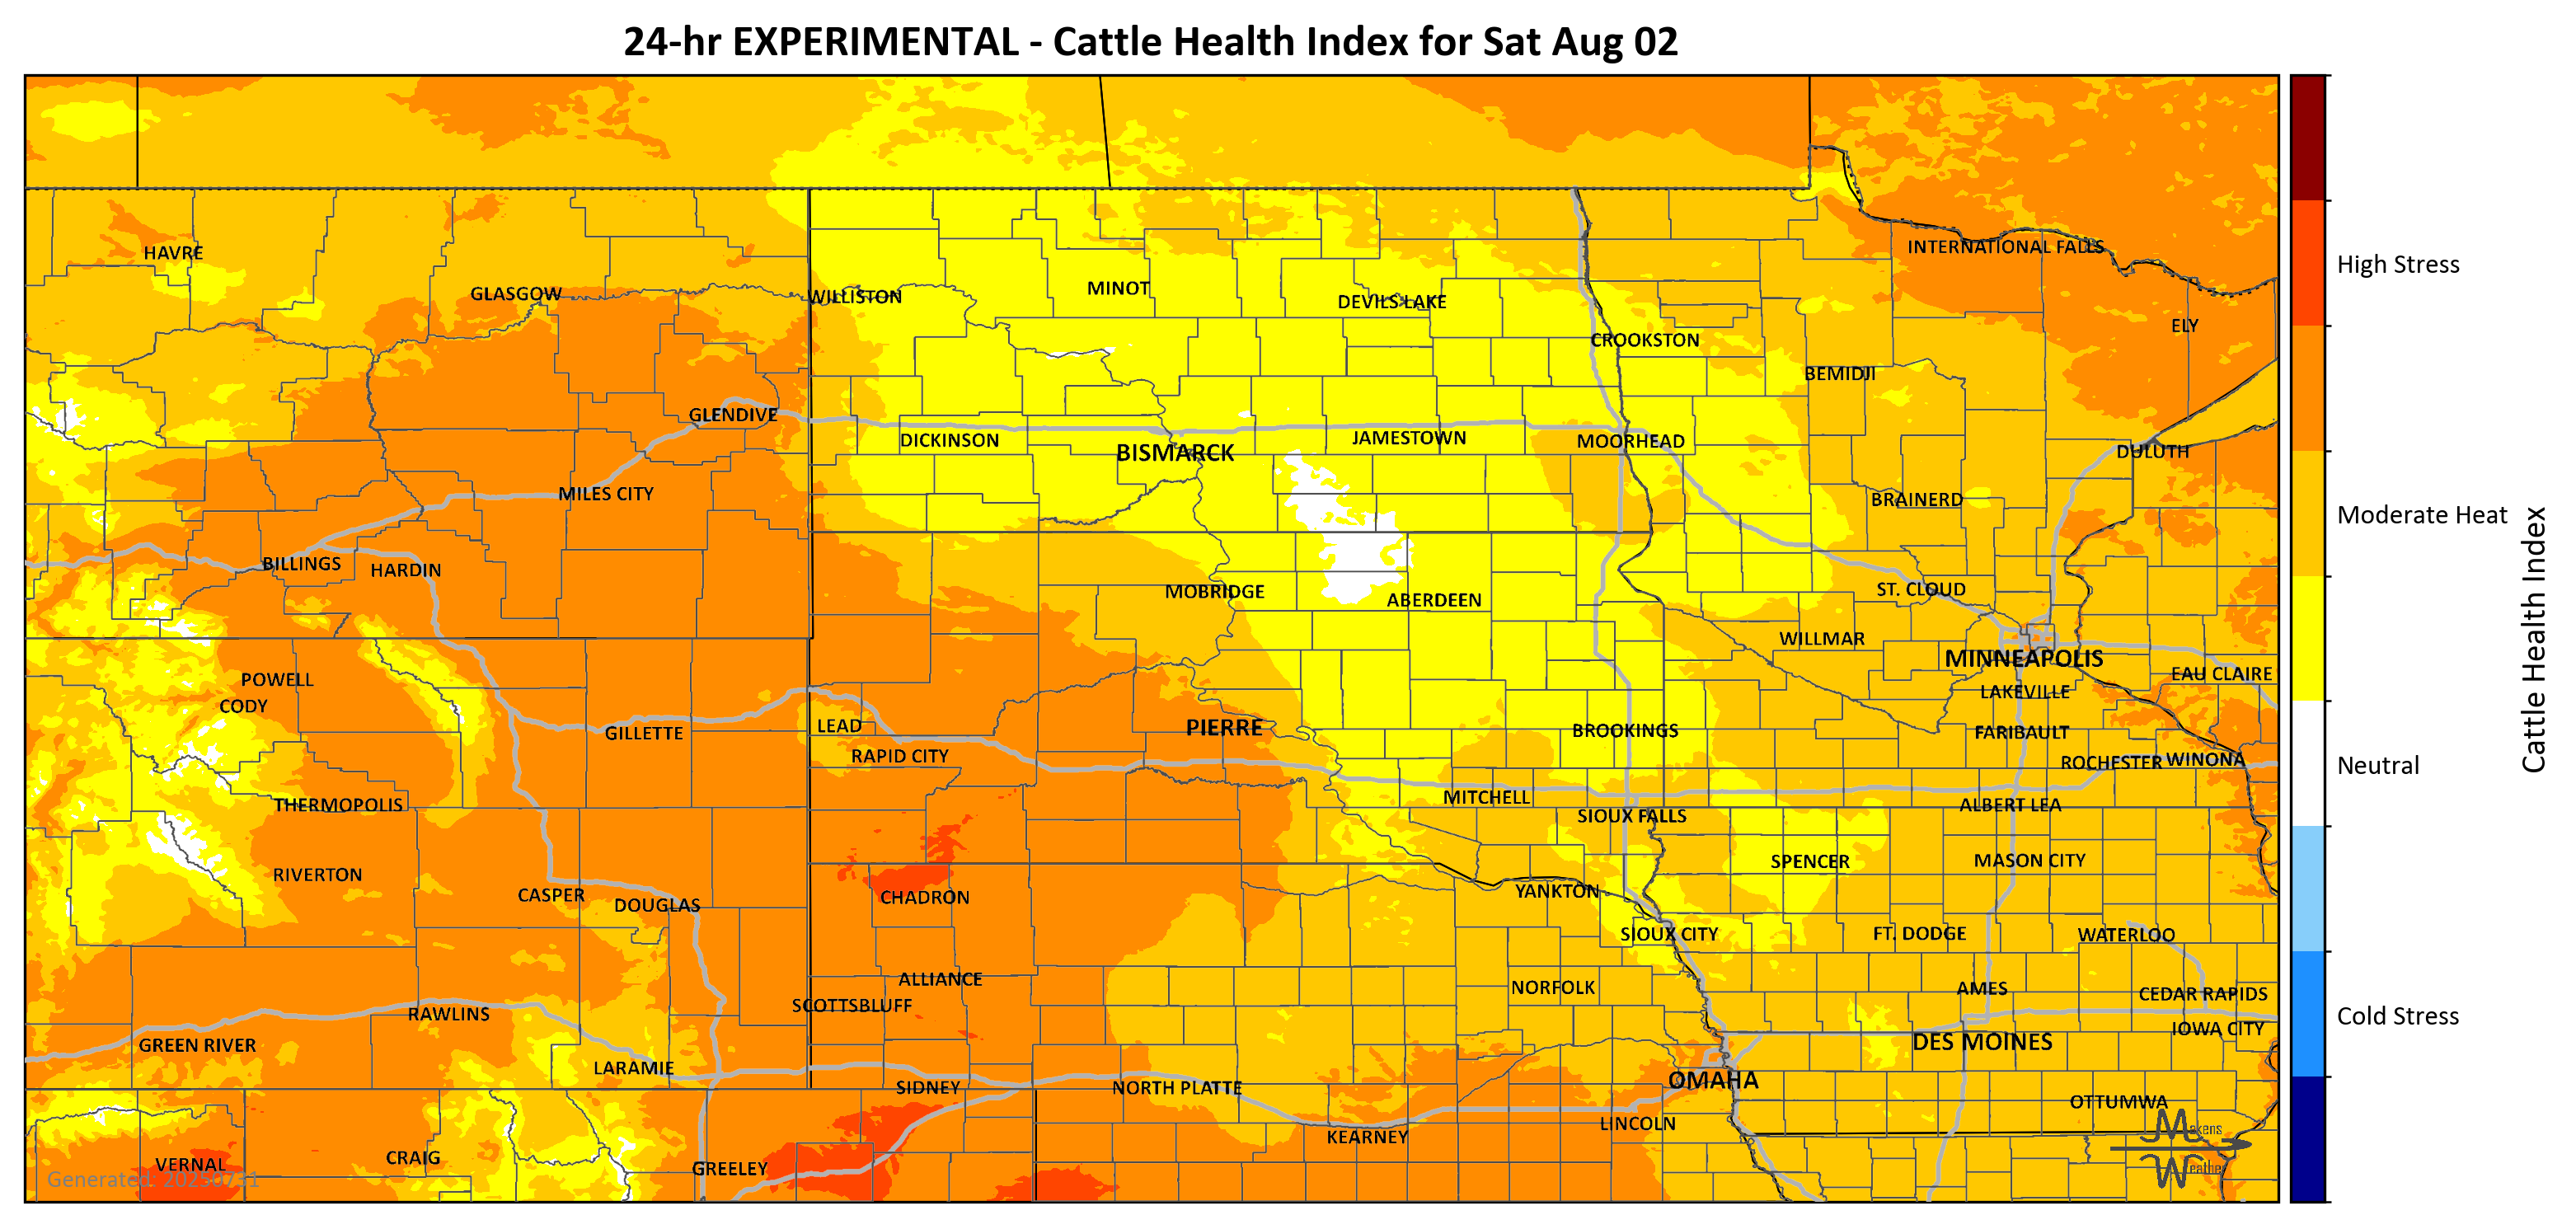 24-hr EXPERIMENTAL - Cattle Health Index for Sat Aug 02
HAVRE
INTERNATIONAL FALLS
GLASGOW
WILLISTON
MINOT
DEVILS LAKE
ELY
CROOKSTON
BEMIDJI
GLENDIVE
DICKINSON
BISMARCK
JAMESTOWN
MOORHEAD
DULUTH
MILES CITY
BRAINERD
BILLINGS
HARDIN
MOBRIDGE
ABERDEEN
ST. CLOUD
WILLMAR
MINNEAPOLIS
EAU CLAIRE
POWELL
CODY
LAKEVILLE
GILLETTE
LEAD
PIERRE
BROOKINGS
FARIBAULT
RAPID CITY
ROCHESTER
WINONA
THERMOPOLIS
MITCHELL
SIOUX FALLS
ALBERT LEA
RIVERTON
SPENCER
MASON CITY
CASPER
DOUGLAS
CHADRON
YANKTON
SIOUX CITY
FT. DODGE
WATERLOO
ALLIANCE
SCOTTSBLUFF
NORFOLK
AMES
CEDAR RAPIDS
RAWLINS
IOWA CITY
GREEN RIVER
DES MOINES
LARAMIE
SIDNEY
NORTH PLATTE
OMAHA
OTTUMWA
LINCOLN
KEARNEY
VERNAL
CRAIG
GREELEY
Generated: 20250731
Makens
Weather
High Stress
Moderate Heat
Neutral
Cold Stress
Cattle Health Index